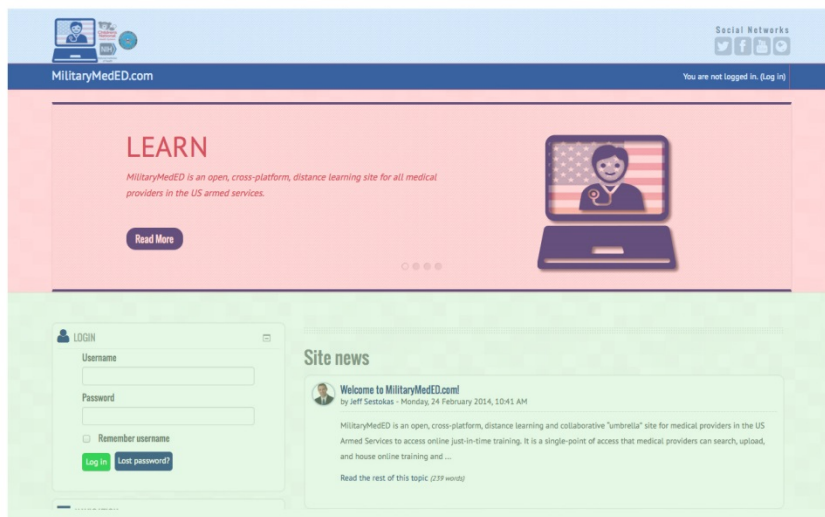 Social Networks
NIH
MilitaryMedED.com
You are not logged in. (Log in)
LEARN
MilitaryMedED is an open, cross-platform, distance learning site for all medical
providers in the US armed services.
Read More
LOGIN
Username
Password
Remember username
Log in
Lost password?
Site news
Welcome to MilitaryMedED.com!
by Jeff Sestokas - Monday, 24 February 2014, 10:41 AM
MilitaryMedED is an open, cross-platform, distance learning and collaborative "umbrella" site for medical providers in the US
Armed Services to access online just-in-time training. It is a single-point of access that medical providers can search, upload,
and house online training and ...
Read the rest of this topic (239 words)